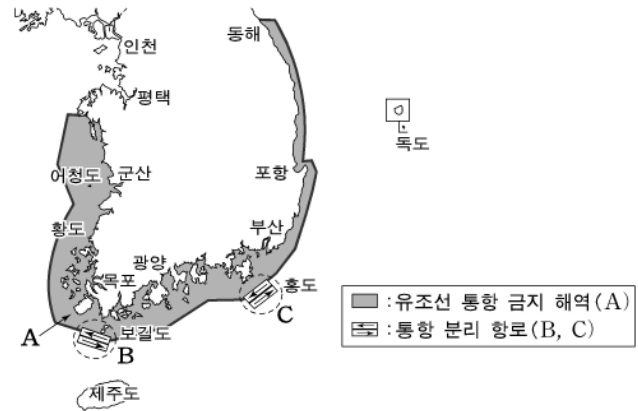 동해
인천
평택
독도
어청도
군산
포항
황도
부산
광양
목포
홍도
C
A
보길도
B
제주도
:유조선 통항 금지 해역(A)
:통항 분리 항로(B, C)